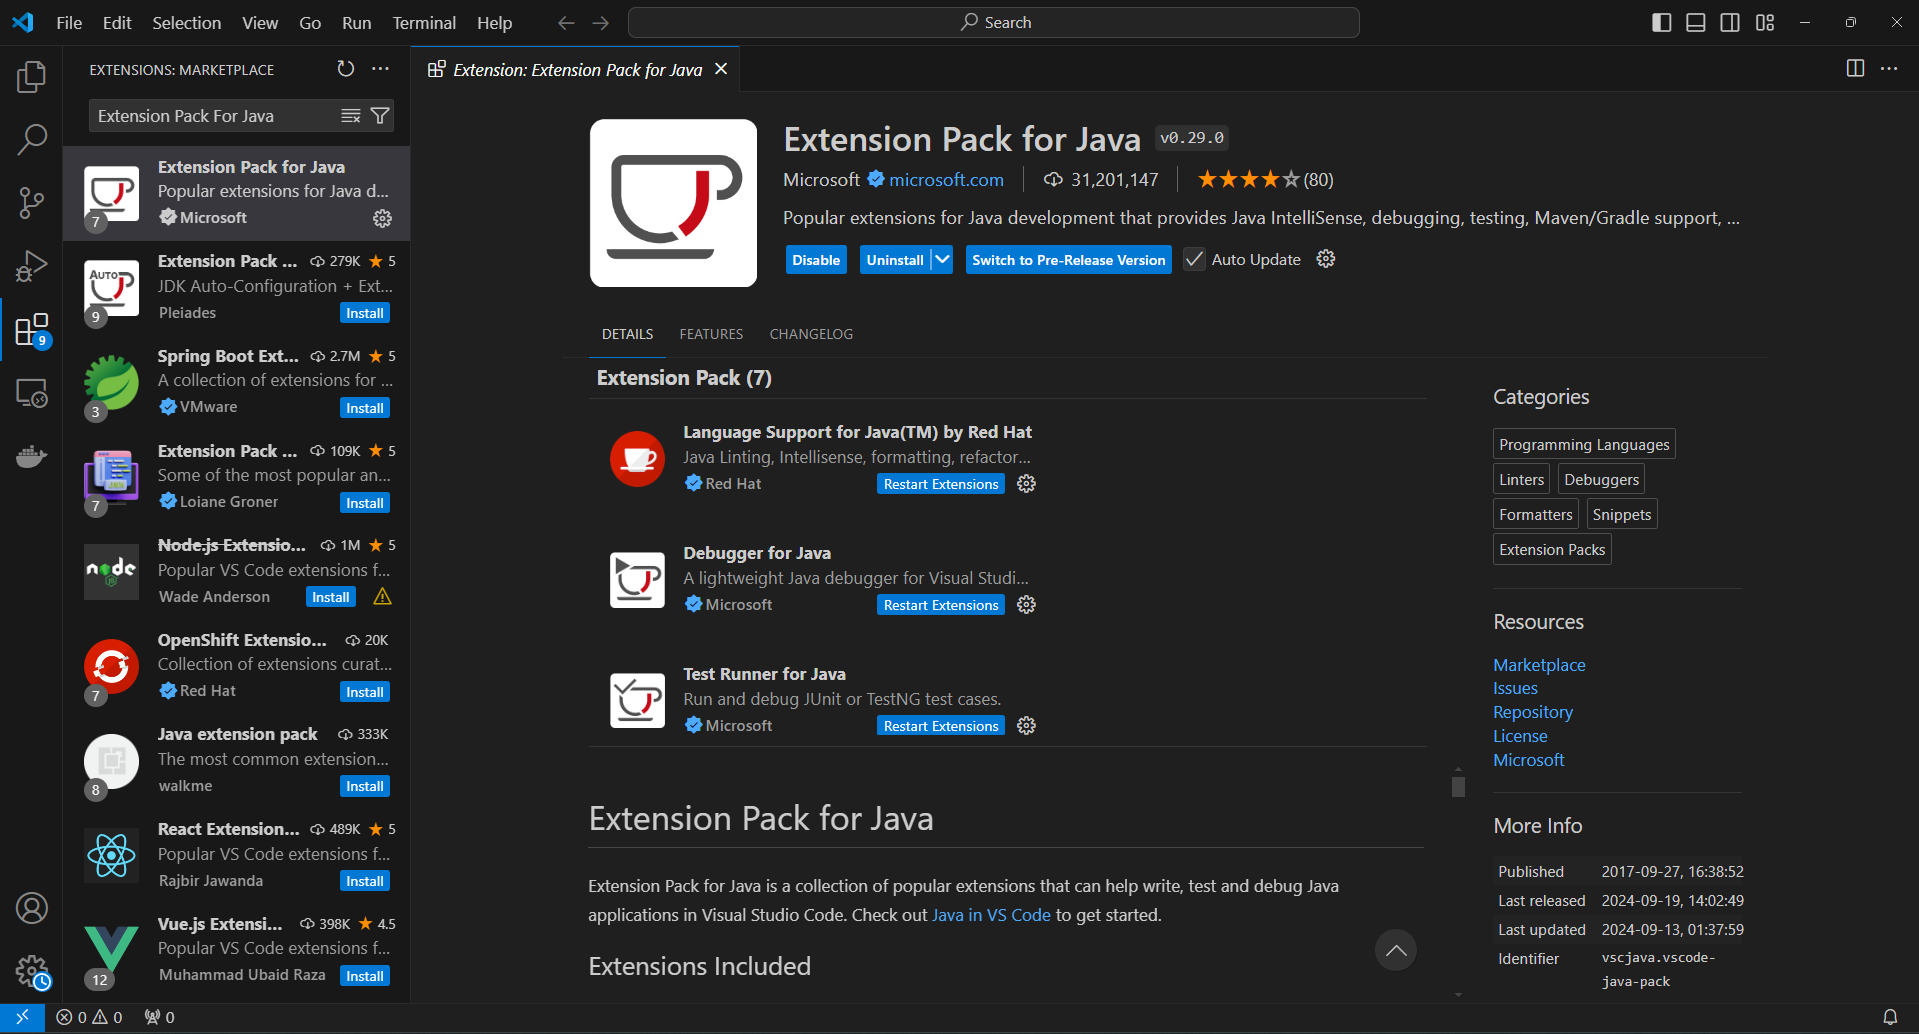 File Edit Selection View Go Run Terminal Help
Search
EXTENSIONS: MARKETPLACE
Extension Pack For Java
Extension Pack for Java
Popular extensions for Java d...
Microsoft
7
Extension Pack ... 279K 5
JDK Auto-Configuration + Ext...
Pleiades Install
AUTO
9
Spring Boot Ext... 2.7M 5
A collection of extensions for ...
VMware Install
3
Extension Pack ... 109K 5
Some of the most popular an...
Loiane Groner Install
7
Node.js Extensio... 1M 5
Popular VS Code extensions f...
Wade Anderson Install
node
OpenShift Extensio... 20K
Collection of extensions curat...
Red Hat Install
7
Java extension pack 333K
The most common extension...
walkme Install
8
React Extension... 489K 5
Popular VS Code extensions f...
Rajbir Jawanda Install
Vue.js Extensi... 398K 4.5
Popular VS Code extensions f...
Muhammad Ubaid Raza Install
12
9
Extension: Extension Pack for Java
Extension Pack for Java v0.29.0
Microsoft microsoft.com 31,201,147 (80)
Popular extensions for Java development that provides Java IntelliSense, debugging, testing, Maven/Gradle support, ...
Disable Uninstall Switch to Pre-Release Version Auto Update
DETAILS FEATURES CHANGELOG
Extension Pack (7)
Language Support for Java(TM) by Red Hat
Java Linting, Intellisense, formatting, refactor...
Red Hat Restart Extensions
Debugger for Java
A lightweight Java debugger for Visual Studi...
Microsoft Restart Extensions
Test Runner for Java
Run and debug JUnit or TestNG test cases.
Microsoft Restart Extensions
Extension Pack for Java
Extension Pack for Java is a collection of popular extensions that can help write, test and debug Java
applications in Visual Studio Code. Check out Java in VS Code to get started.
Extensions Included
Categories
Programming Languages
Linters Debuggers
Formatters Snippets
Extension Packs
Resources
Marketplace
Issues
Repository
License
Microsoft
More Info
Published 2017-09-27, 16:38:52
Last released 2024-09-19, 14:02:49
Last updated 2024-09-13, 01:37:59
Identifier vscjava.vscode-
java-pack
0 0 0